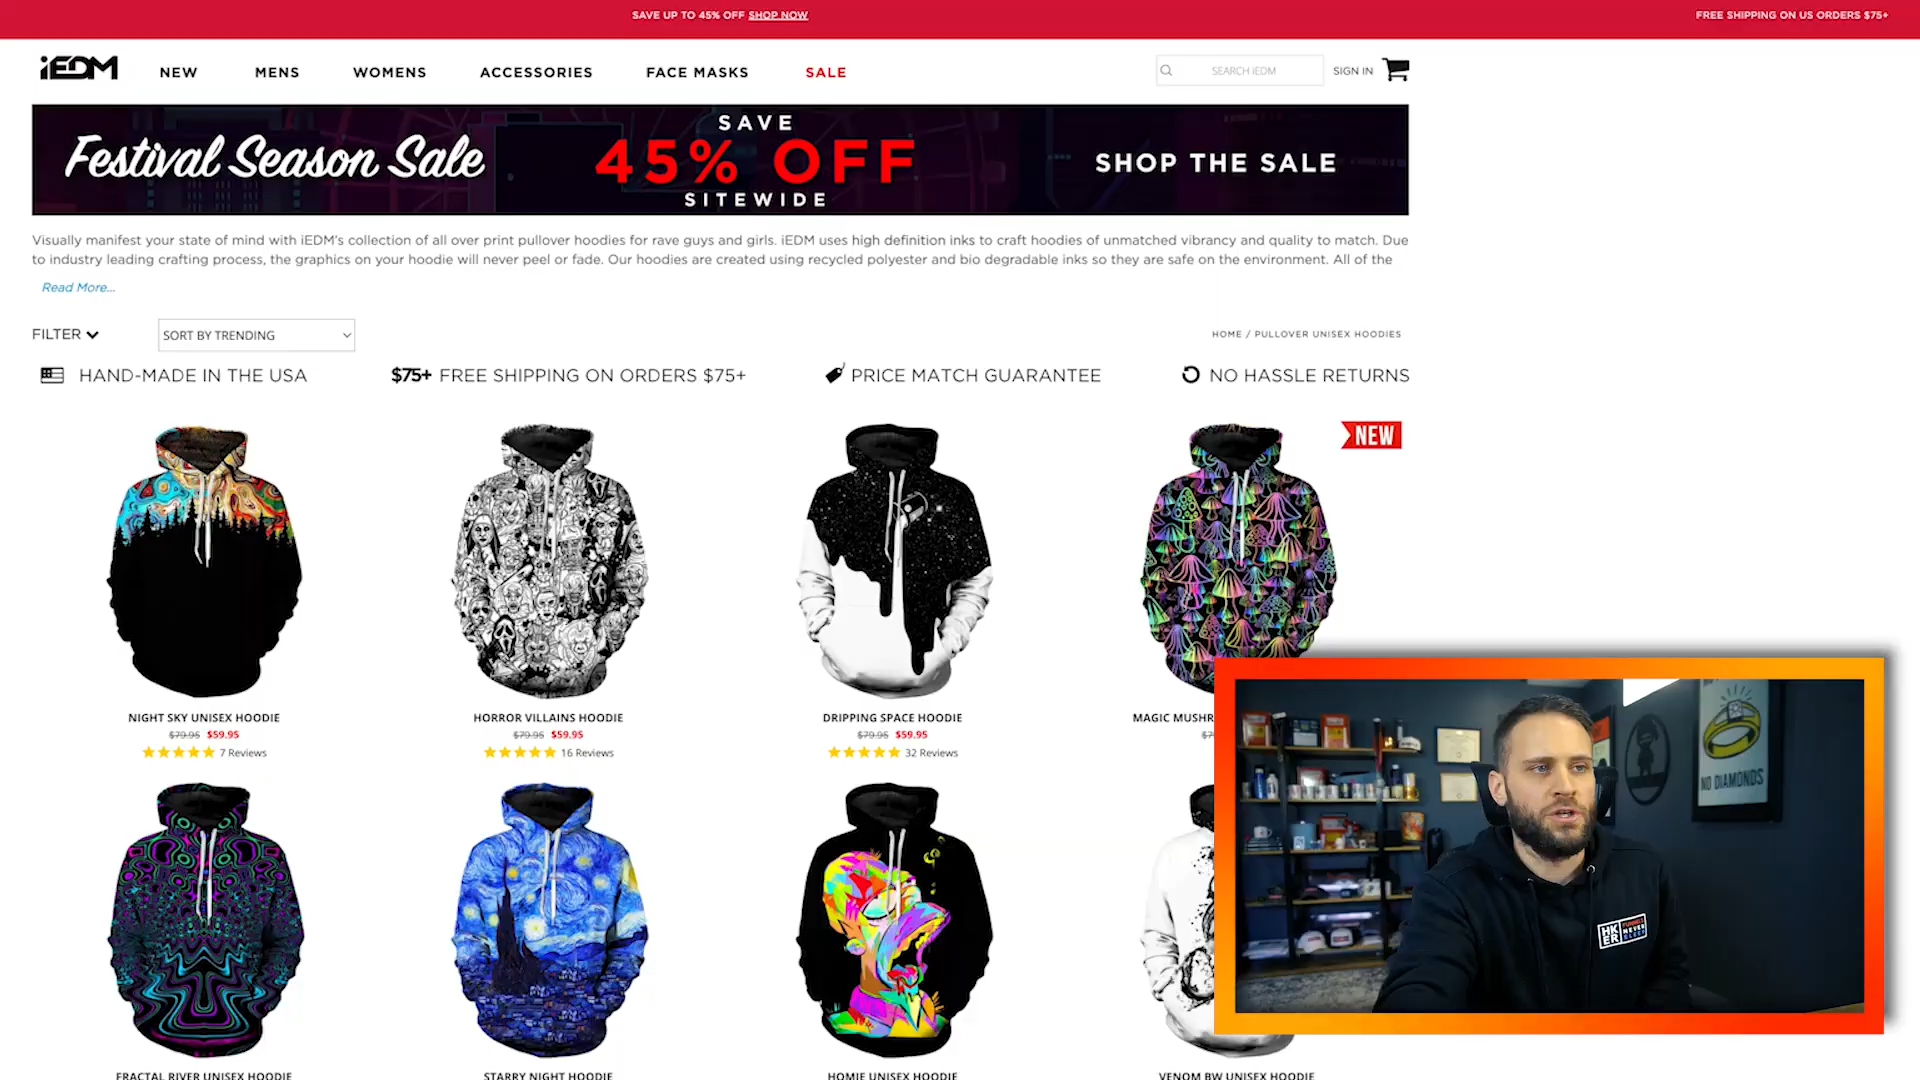 SAVE UP TO 45% OFF SHOP NOW
FREE SHIPPING ON US ORDERS $75+
iEDM
NEW
MENS
WOMENS
ACCESSORIES
FACE MASKS
SALE
SEARCH iEDM
SIGN IN
Festival Season Sale
SAVE
45% OFF
SITEWIDE
SHOP THE SALE
Visually manifest your state of mind with iEDM's collection of all over print pullover hoodies for rave guys and girls. iEDM uses high definition inks to craft hoodies of unmatched vibrancy and quality to match. Due
to industry leading crafting process, the graphics on your hoodie will never peel or fade. Our hoodies are created using recycled polyester and bio degradable inks so they are safe on the environment. All of the
Read More...
FILTER
SORT BY TRENDING
HOME / PULLOVER UNISEX HOODIES
HAND-MADE IN THE USA
$75+ FREE SHIPPING ON ORDERS $75+
PRICE MATCH GUARANTEE
NO HASSLE RETURNS
NEW
NIGHT SKY UNISEX HOODIE
$79.95 $59.95
7 Reviews
HORROR VILLAINS HOODIE
$79.95 $59.95
16 Reviews
DRIPPING SPACE HOODIE
$79.95 $59.95
32 Reviews
MAGIC MUSHR
$7
NO DIAMONDS
HK
ER
FUNNELS
NEVER
SLEEP
FRACTAL RIVER UNISEX HOODIE
STARRY NIGHT HOODIE
HOMIE UNISEX HOODIE
VENOM BW UNISEX HOODIE